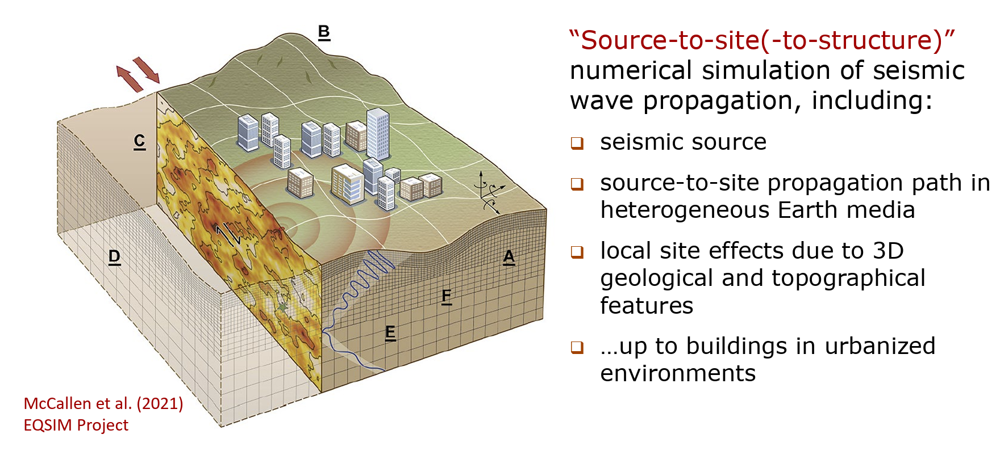 B
C
D
A
F
E
McCallen et al. (2021)
EQSIM Project
“Source-to-site(-to-structure)”
numerical simulation of seismic
wave propagation, including:
seismic source
source-to-site propagation path in
heterogeneous Earth media
local site effects due to 3D
geological and topographical
features
…up to buildings in urbanized
environments